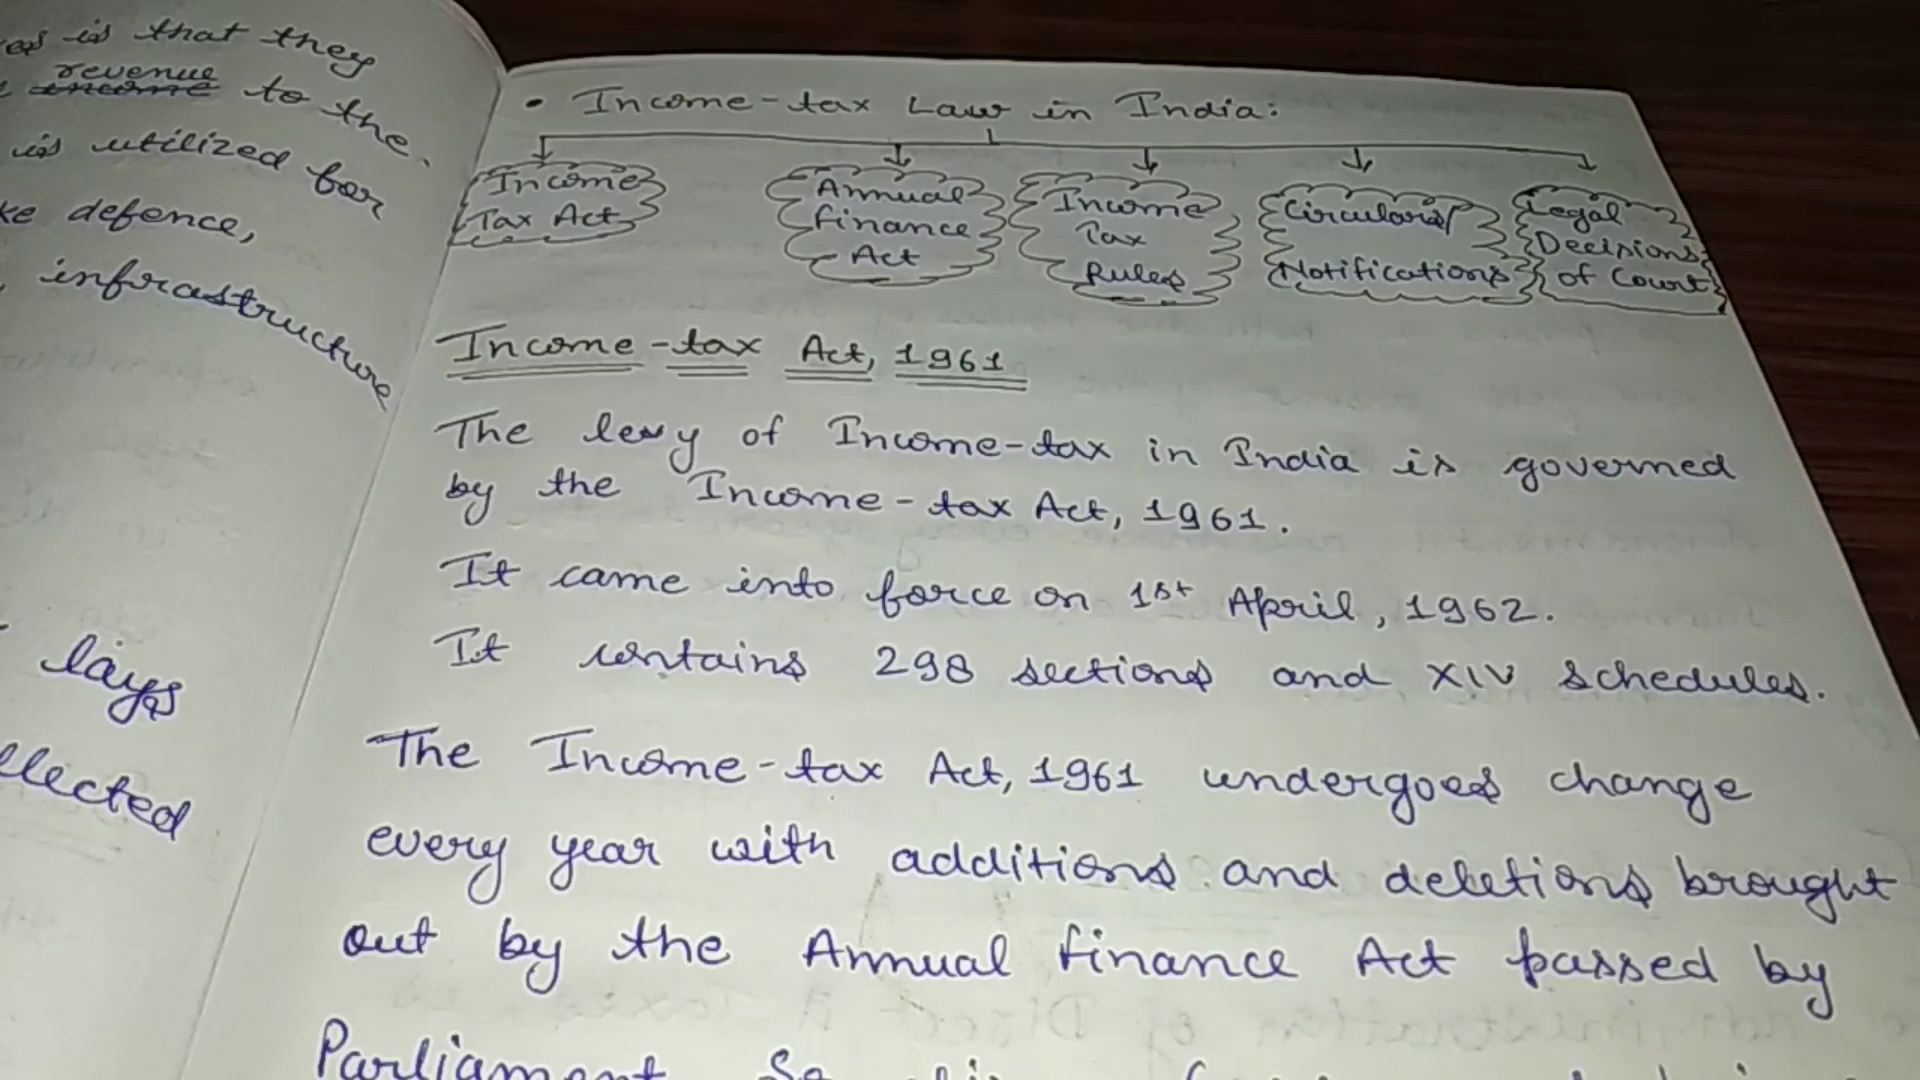 es is that they
revenue
income to the
is utilized for
ke defence,
infrastructure
lays
llected
• Income-tax Law in India:
Income
Tax Act
Annual
Finance
Act
Income
Tax
Rules
Circulars/
Notifications
Legal
Decisions
of Court
Income-tax Act, 1961
The levy of Income-tax in India is governed
by the Income-tax Act, 1961.
It came into force on 1st April, 1962.
It contains 298 sections and XIV schedules.
The Income-tax Act, 1961 undergoes change
every year with additions and deletions brought
out by the Annual Finance Act passed by
Parliament